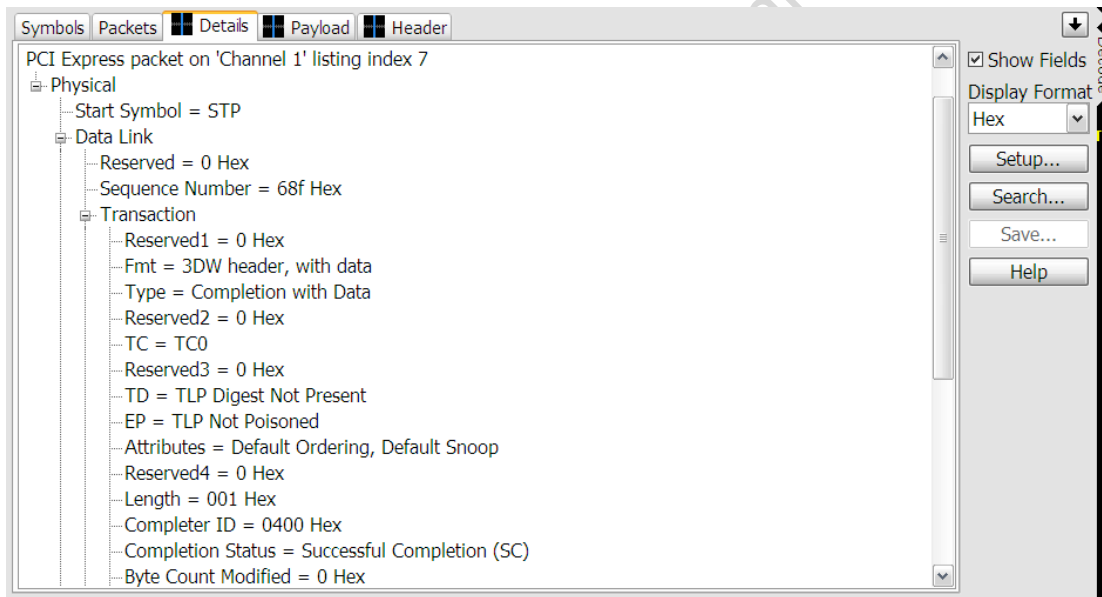 Symbols Packets Details Payload Header
PCI Express packet on 'Channel 1' listing index 7
Physical
Start Symbol = STP
Data Link
Reserved = 0 Hex
Sequence Number = 68f Hex
Transaction
Reserved1 = 0 Hex
Fmt = 3DW header, with data
Type = Completion with Data
Reserved2 = 0 Hex
TC = TC0
Reserved3 = 0 Hex
TD = TLP Digest Not Present
EP = TLP Not Poisoned
Attributes = Default Ordering, Default Snoop
Reserved4 = 0 Hex
Length = 001 Hex
Completer ID = 0400 Hex
Completion Status = Successful Completion (SC)
Byte Count Modified = 0 Hex
Show Fields
Display Format
Hex
Setup...
Search...
Save...
Help
Decode